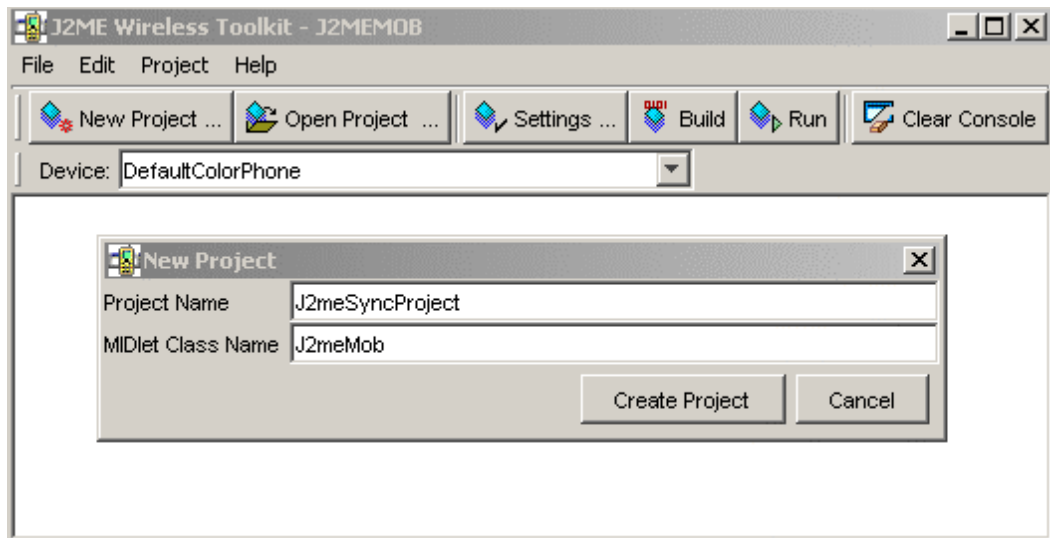 J2ME Wireless Toolkit - J2MEMOB
File Edit Project Help
New Project ... Open Project ... Settings ... Build Run Clear Console
Device: DefaultColorPhone
New Project
Project Name J2meSyncProject
MIDlet Class Name J2meMob
Create Project Cancel